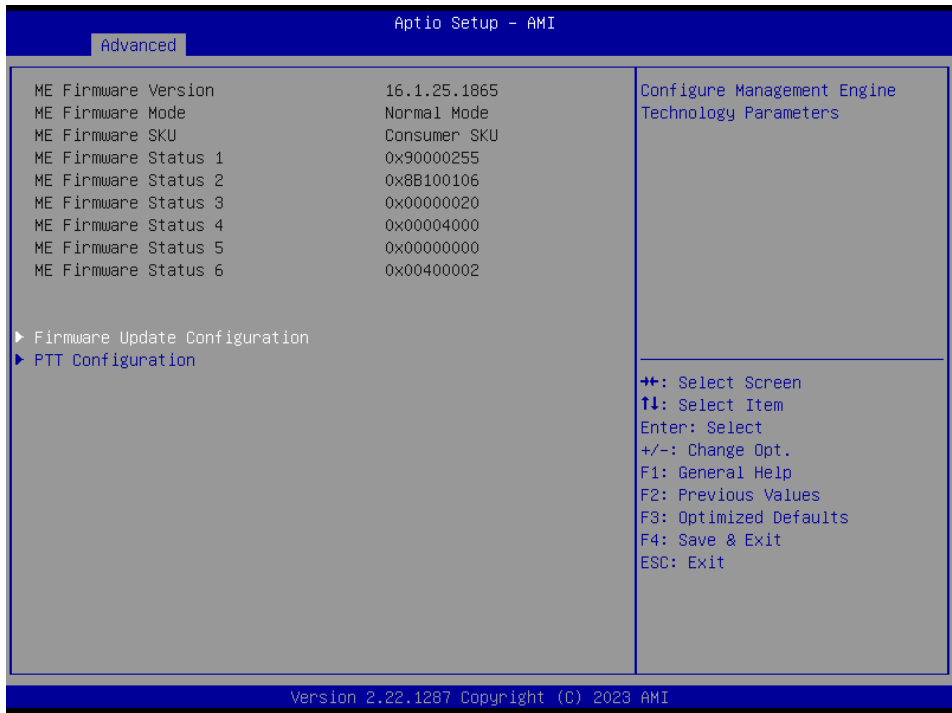 Aptio Setup - AMI
Advanced
ME Firmware Version 16.1.25.1865
ME Firmware Mode Normal Mode
ME Firmware SKU Consumer SKU
ME Firmware Status 1 0x90000255
ME Firmware Status 2 0x8B100106
ME Firmware Status 3 0x00000020
ME Firmware Status 4 0x00004000
ME Firmware Status 5 0x00000000
ME Firmware Status 6 0x00400002
▶ Firmware Update Configuration
▶ PTT Configuration
Configure Management Engine
Technology Parameters
→←: Select Screen
↑↓: Select Item
Enter: Select
+/-: Change Opt.
F1: General Help
F2: Previous Values
F3: Optimized Defaults
F4: Save & Exit
ESC: Exit
Version 2.22.1287 Copyright (C) 2023 AMI